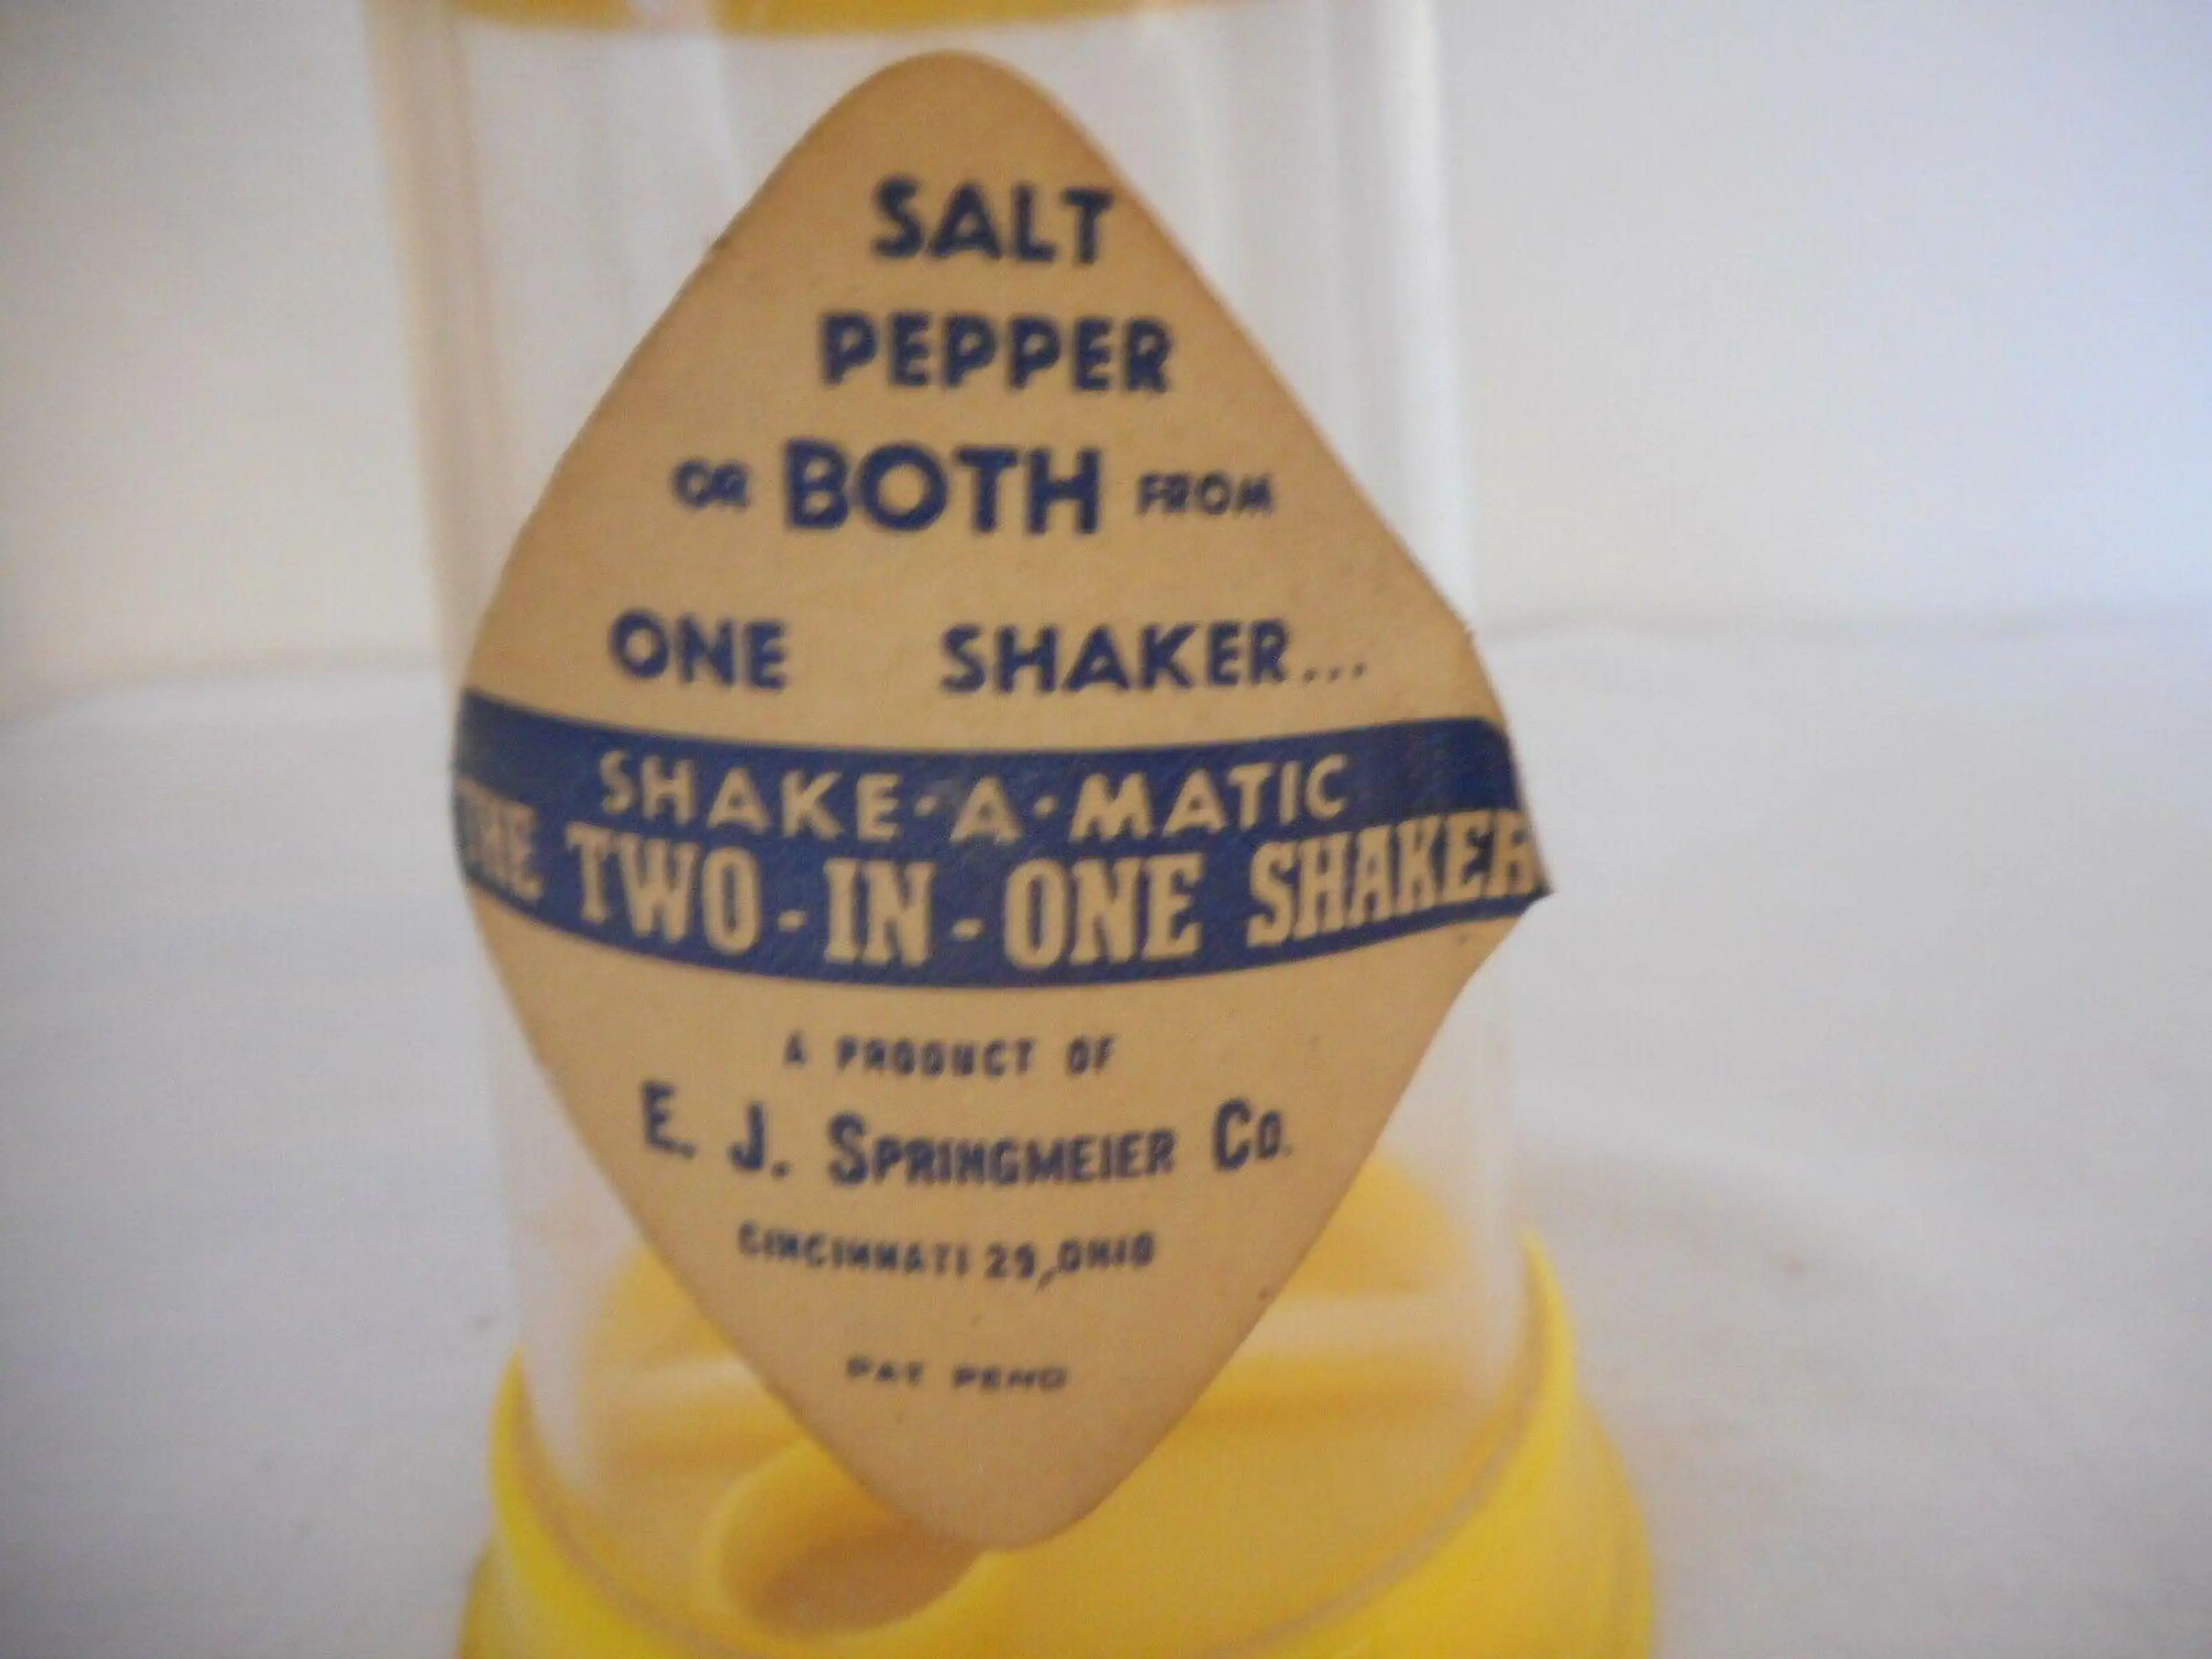 SALT
PEPPER
OR BOTH FROM
ONE SHAKER...
SHAKE-A-MATIC
THE TWO-IN-ONE SHAKER
A PRODUCT OF
E. J. SPRINGMEIER CO.
CINCINNATI 29, OHIO
PAT PEND